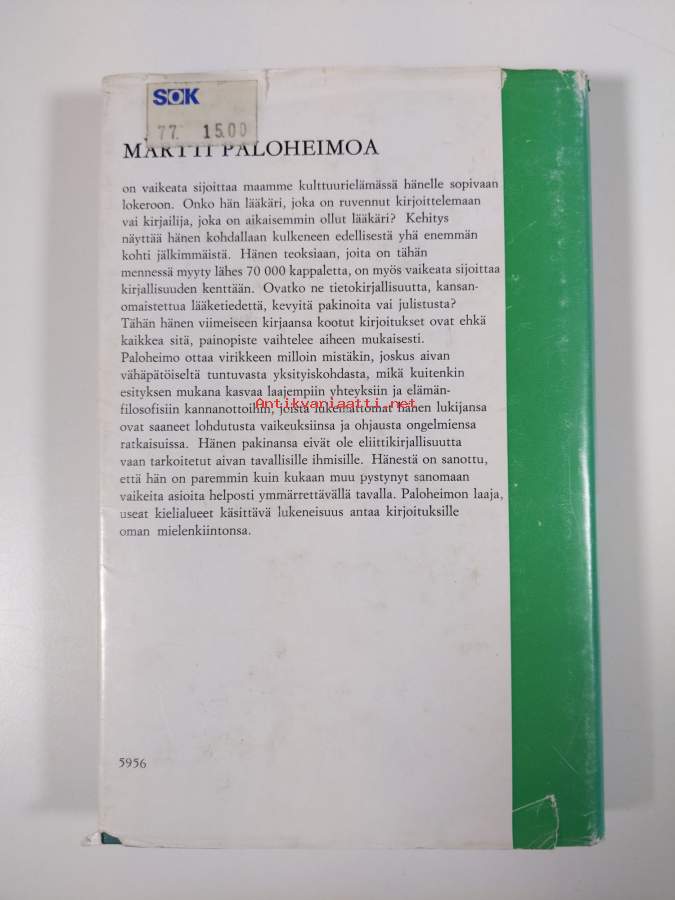 SOK
77. 15.00
MARTTI PALOHEIMOA
on vaikeata sijoittaa maamme kulttuurielämässä hänelle sopivaan
lokeroon. Onko hän lääkäri, joka on ruvennut kirjoittelemaan
vai kirjailija, joka on aikaisemmin ollut lääkäri? Kehitys
näyttää hänen kohdallaan kulkeneen edellisestä yhä enemmän
kohti jälkimmäistä. Hänen teoksiaan, joita on tähän
mennessä myyty lähes 70 000 kappaletta, on myös vaikeata sijoittaa
kirjallisuuden kenttään. Ovatko ne tietokirjallisuutta, kansan-
omaistettua lääketiedettä, kevyitä pakinoita vai julistusta?
Tähän hänen viimeiseen kirjaansa kootut kirjoitukset ovat ehkä
kaikkea sitä, painopiste vaihtelee aiheen mukaisesti.
Paloheimo ottaa virikkeen milloin mistäkin, joskus aivan
vähäpätöiseltä tuntuvasta yksityiskohdasta, mikä kuitenkin
esityksen mukana kasvaa laajempiin yhteyksiin ja elämän-
filosofisiin kannanottoihin, joista lukemattomat hänen lukijansa
Antikvariaatti.net
ovat saaneet lohdutusta vaikeuksiinsa ja ohjausta ongelmiensa
ratkaisuissa. Hänen pakinansa eivät ole eliittikirjallisuutta
vaan tarkoitetut aivan tavallisille ihmisille. Hänestä on sanottu,
että hän on paremmin kuin kukaan muu pystynyt sanomaan
vaikeita asioita helposti ymmärrettävällä tavalla. Paloheimon laaja,
useat kielialueet käsittävä lukeneisuus antaa kirjoituksille
oman mielenkiintonsa.
5956